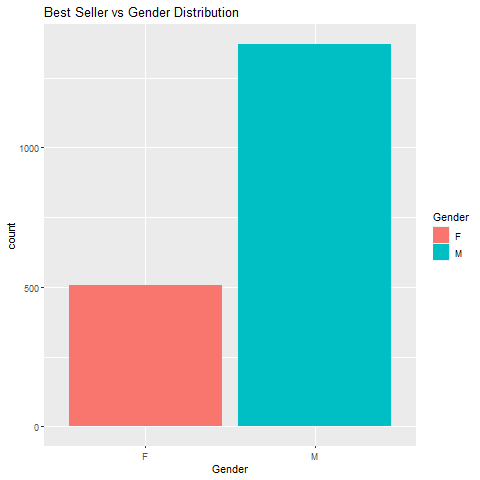 Best Seller vs Gender Distribution
count
1000
500
0
F
M
Gender
Gender
F
M